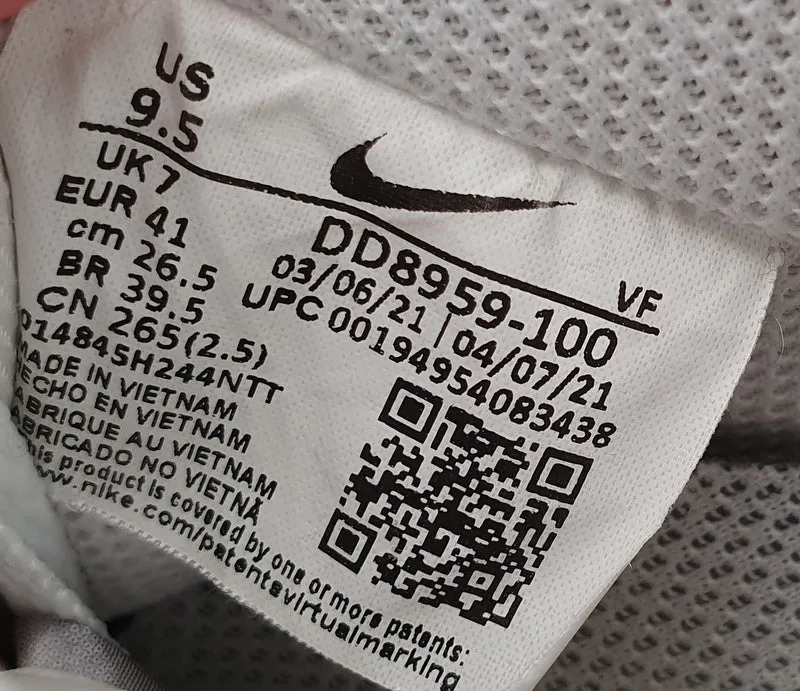 US
9.5
UK 7
EUR 41
cm 26.5
BR 39.5
CN 265(2.5)
VF
DD8959-100
03/06/21 | 04/07/21
UPC 00194954083438
014845H244NTT
MADE IN VIETNAM
HECHO EN VIETNAM
FABRIQUE AU VIETNAM
FABRICADO NO VIETNÃ
This product is covered by one or more patents:
www.nike.com/patentsvirtualmarking